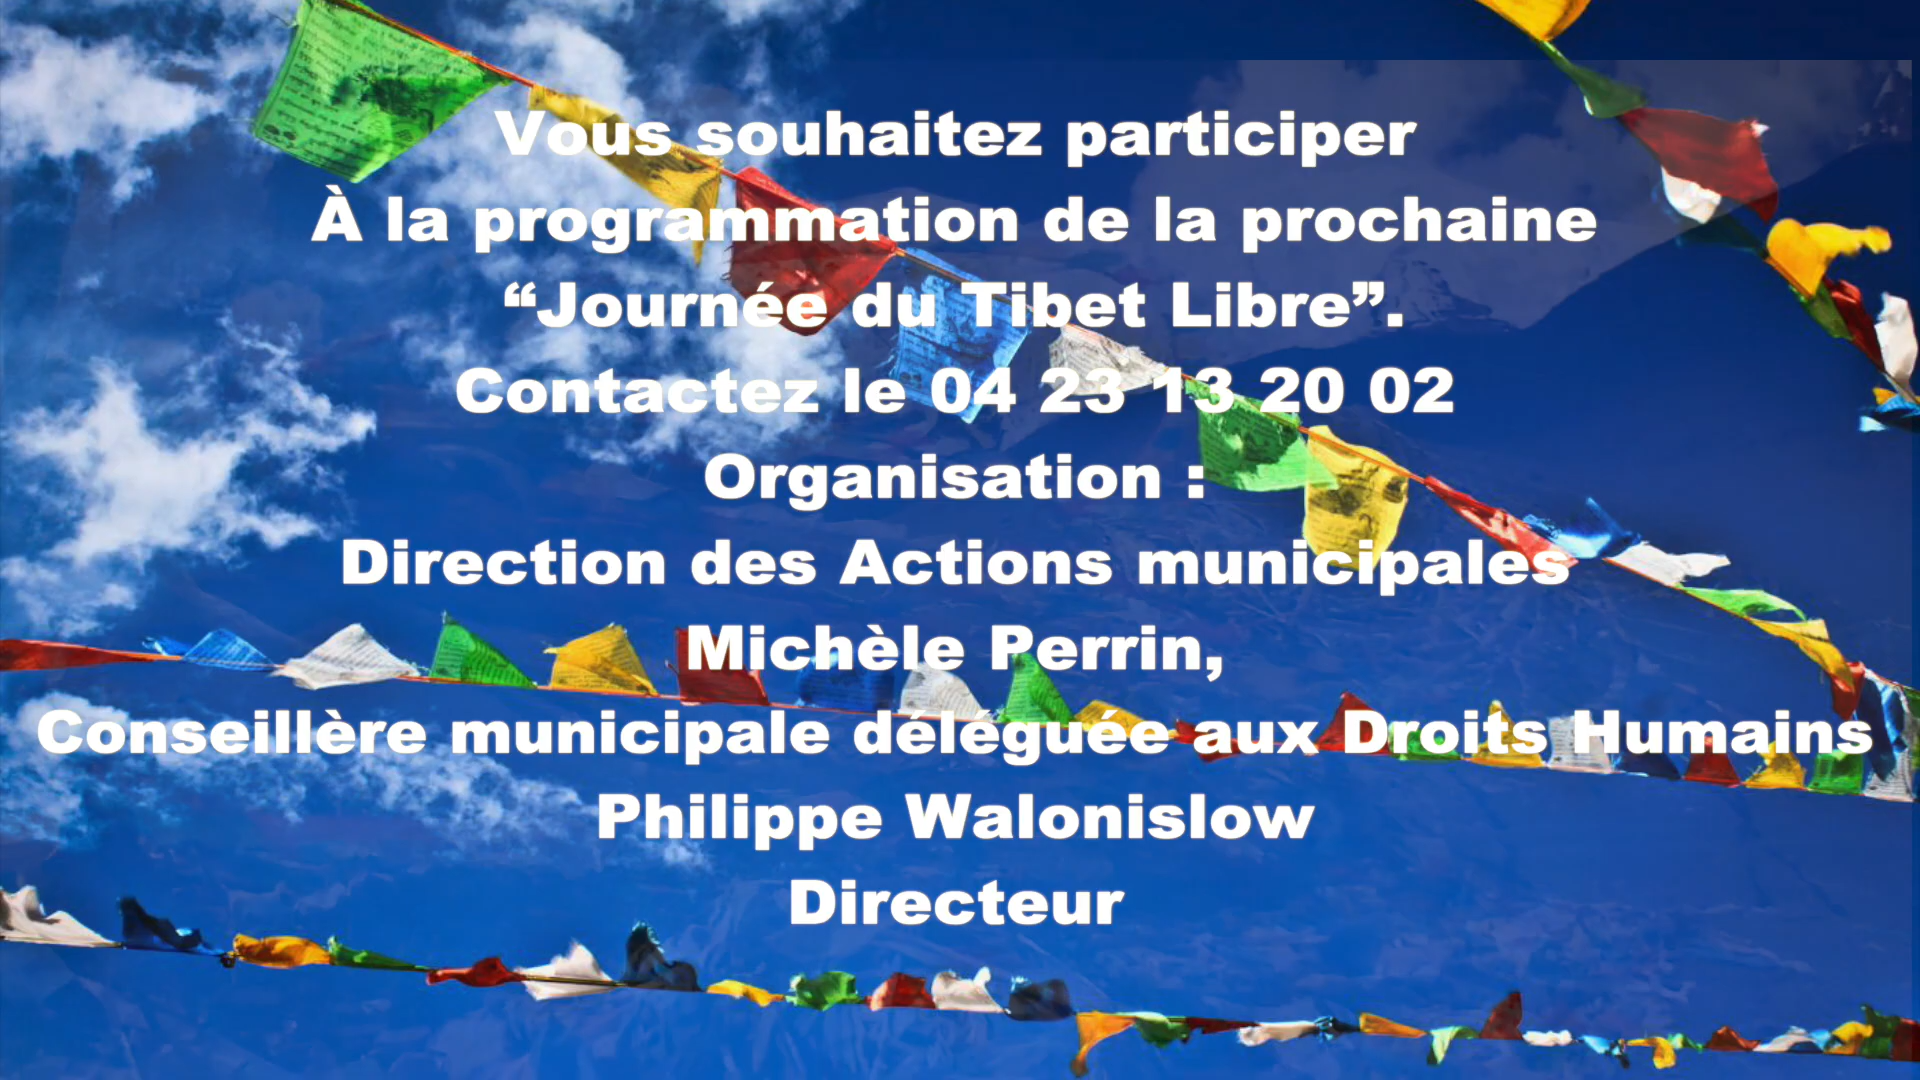 Vous souhaitez participer
À la programmation de la prochaine
“Journée du Tibet Libre”.
Contactez le 04 23 13 20 02
Organisation :
Direction des Actions municipales
Michèle Perrin,
Conseillère municipale déléguée aux Droits Humains
Philippe Walonislow
Directeur